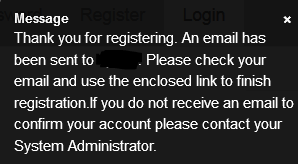 Register Login
Message ×
Thank you for registering. An email has
been sent to Please check your
email and use the enclosed link to finish
registration.If you do not receive an email to
confirm your account please contact your
System Administrator.